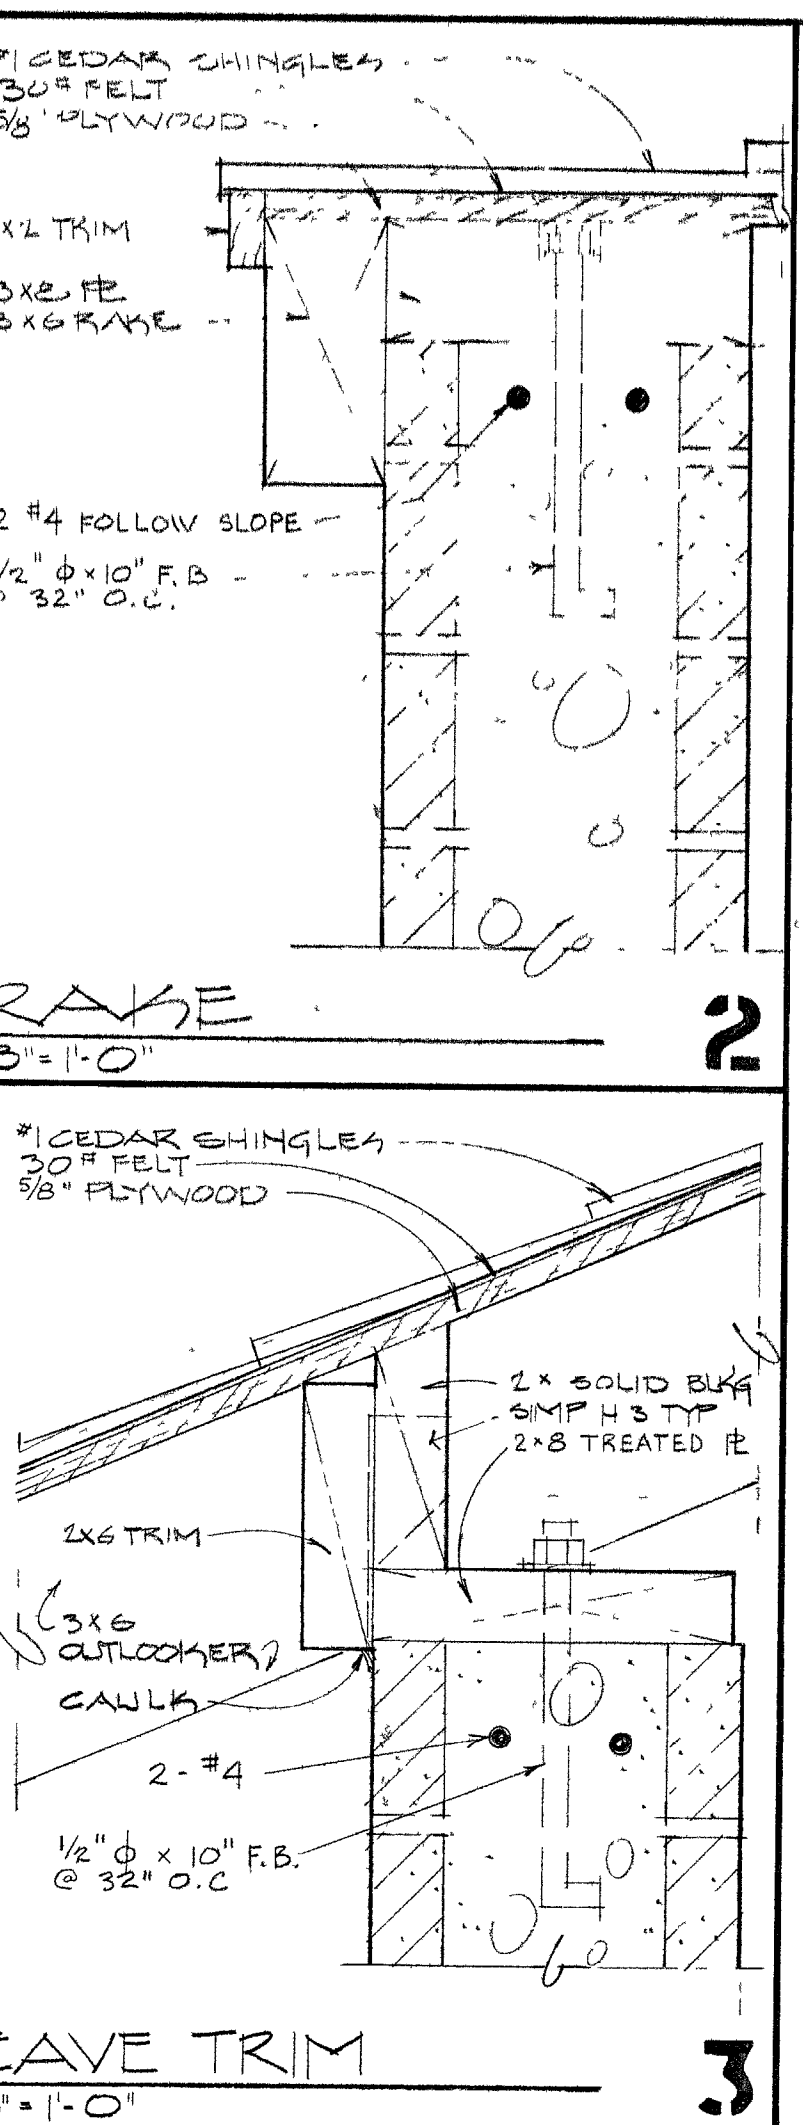 #1 CEDAR SHINGLES
30# FELT
5/8" PLYWOOD
X2 TRIM
3X8 PL
3X6 RAKE
2 #4 FOLLOW SLOPE
1/2" ϕ x 10" F.B
@ 32" O.C.
RAKE
3" = 1'-0"
2
#1 CEDAR SHINGLES
30# FELT
5/8" PLYWOOD
2x SOLID BLKG
SIMP H 3 TYP
2x8 TREATED PL
2X6 TRIM
3X6
OUTLOOKER
CAULK
2 - #4
1/2" ϕ x 10" F.B.
@ 32" O.C
EAVE TRIM
" = 1'-0"
3